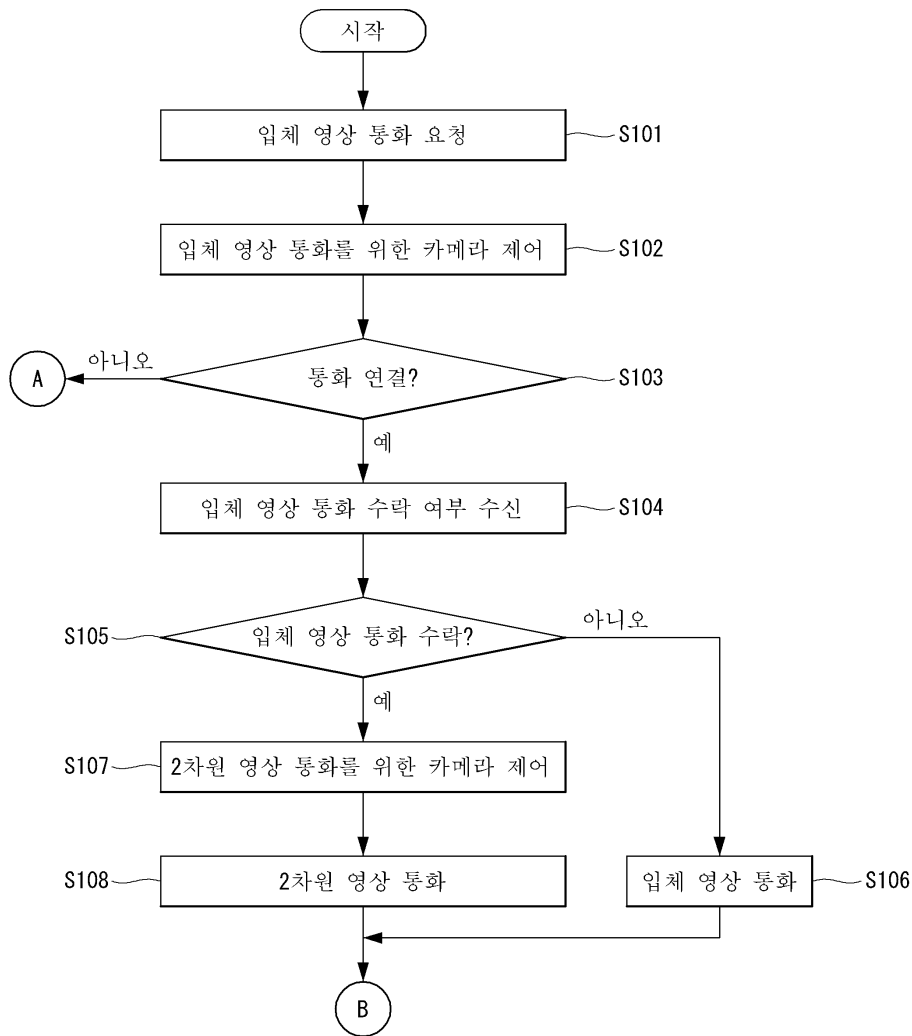 시작
입체 영상 통화 요청
S101
입체 영상 통화를 위한 카메라 제어
S102
A
아니오
통화 연결?
S103
예
입체 영상 통화 수락 여부 수신
S104
S105
입체 영상 통화 수락?
아니오
예
S107
2차원 영상 통화를 위한 카메라 제어
S108
2차원 영상 통화
입체 영상 통화
S106
B